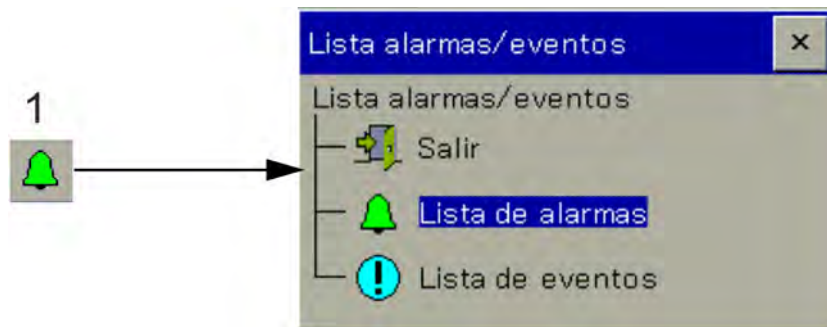 Lista alarmas/eventos ×
1
Lista alarmas/eventos
Salir
Lista de alarmas
Lista de eventos